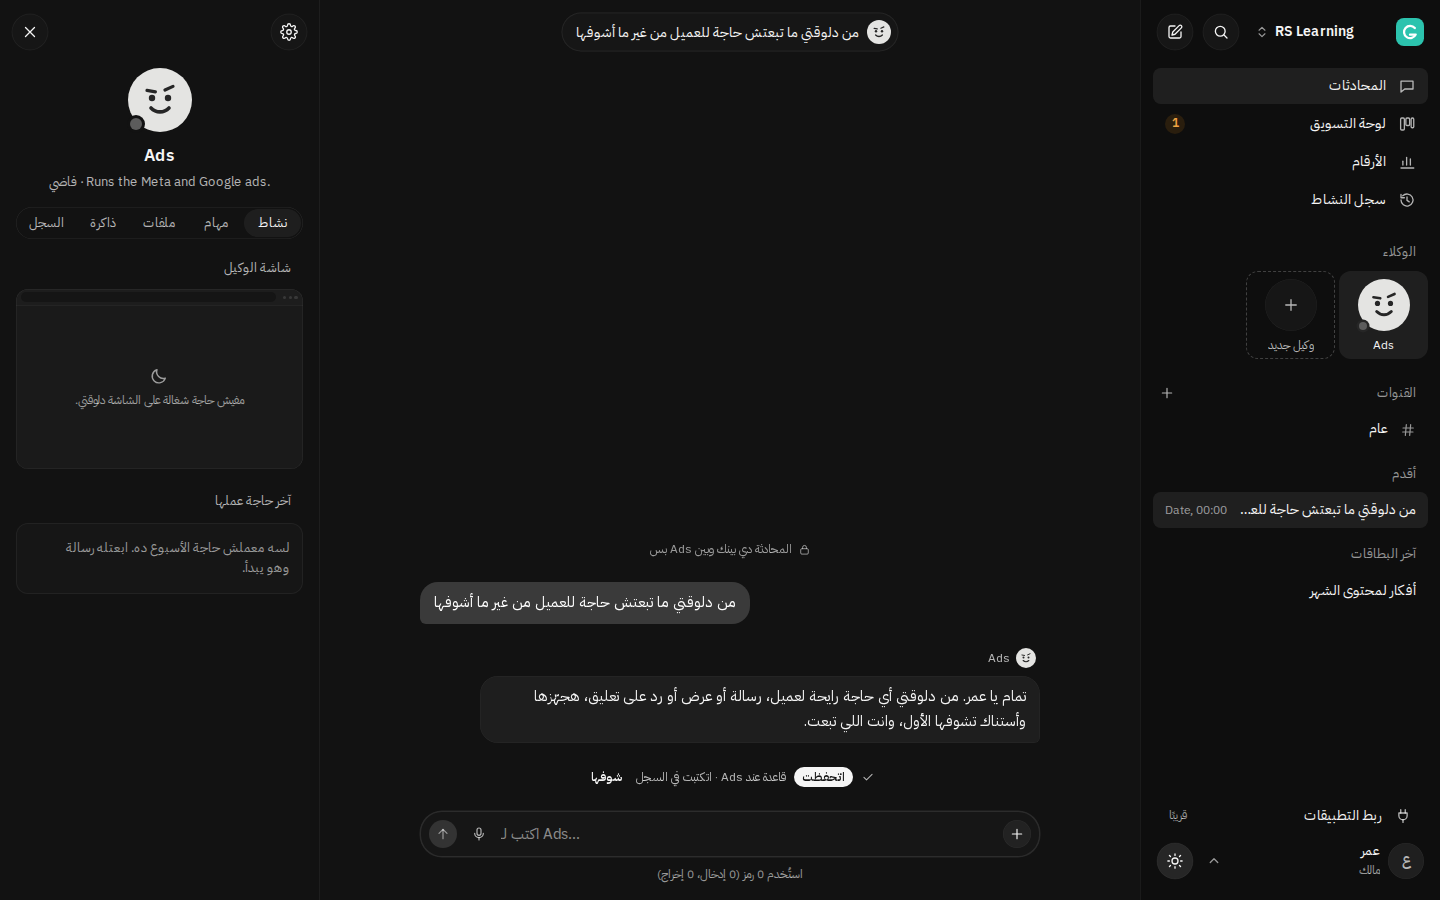 RS Learning
المحادثات
لوحة التسويق
1
الأرقام
سجل النشاط
الوكلاء
Ads
وكيل جديد
القنوات
عام
أقدم
من دلوقتي ما تبعتش حاجة للعـ...
Date, 00:00
آخر البطاقات
أفكار لمحتوى الشهر
ربط التطبيقات
قريبًا
ع
عمر
مالك
من دلوقتي ما تبعتش حاجة للعميل من غير ما أشوفها
المحادثة دي بينك وبين Ads بس
من دلوقتي ما تبعتش حاجة للعميل من غير ما أشوفها
Ads
تمام يا عمر. من دلوقتي أي حاجة رايحة لعميل، رسالة أو عرض أو رد على تعليق، هجهّزها
وأستناك تشوفها الأول، وانت اللي تبعت.
اتحفظت قاعدة عند Ads · اتكتبت في السجل شوفها
اكتب لـ Ads...
استُخدم 0 رمز (0 إدخال، 0 إخراج)
Ads
فاضي · Runs the Meta and Google ads.
نشاط
مهام
ملفات
ذاكرة
السجل
شاشة الوكيل
مفيش حاجة شغالة على الشاشة دلوقتي.
آخر حاجة عملها
لسه معملش حاجة الأسبوع ده. ابعتله رسالة
وهو يبدأ.